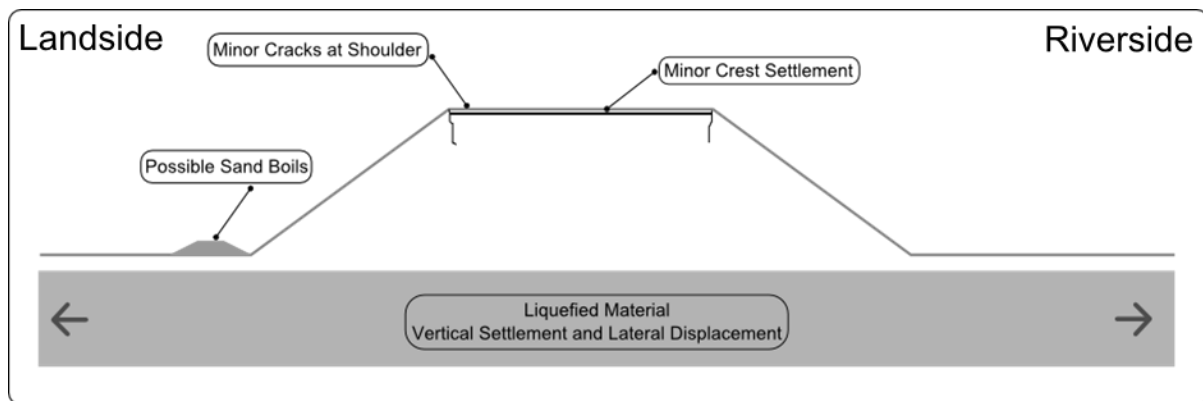 Landside
Riverside
Minor Cracks at Shoulder
Minor Crest Settlement
Possible Sand Boils
Liquefied Material
Vertical Settlement and Lateral Displacement